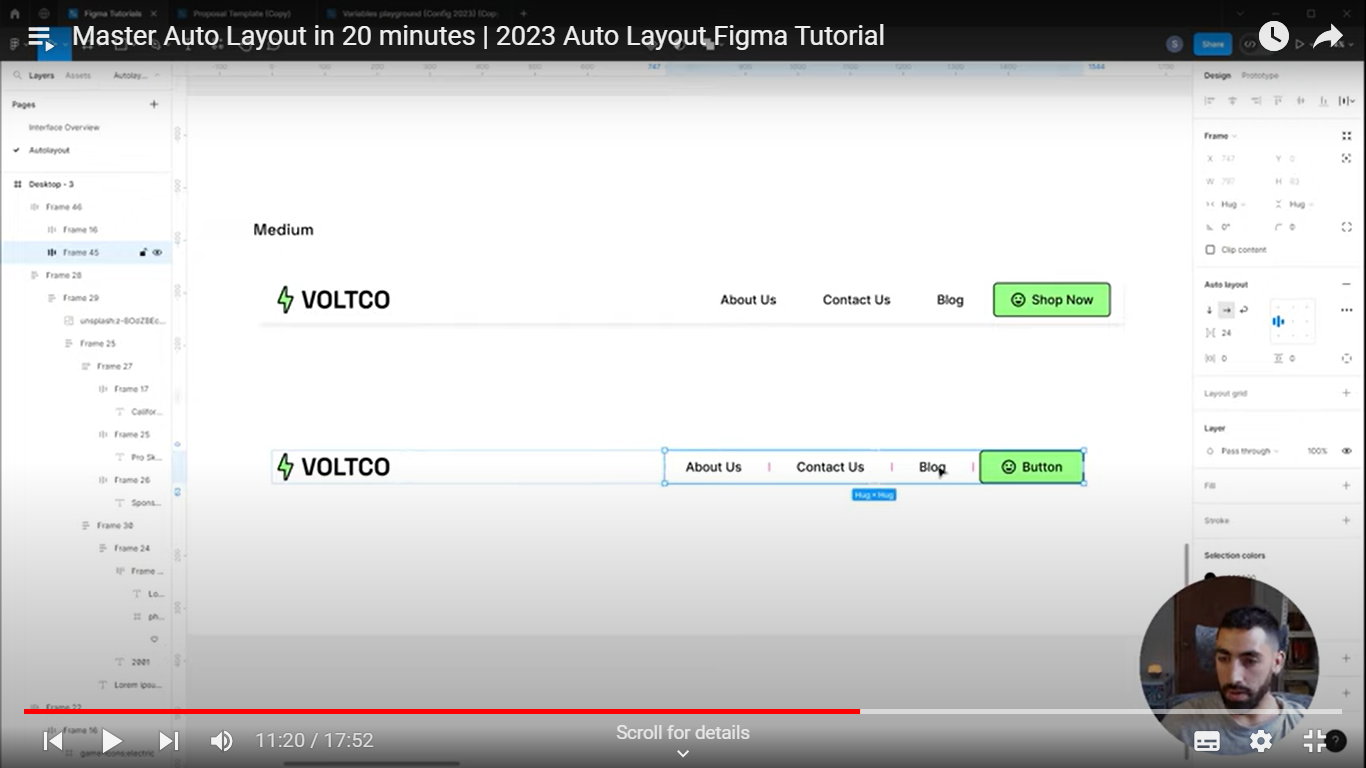 Figma Tutorials
Proposal Template (Copy)
Variables playground (Config 2023) (Cop
Master Auto Layout in 20 minutes | 2023 Auto Layout Figma Tutorial
S
Share
Layers
Assets
Autolay...
747
1544
Design
Prototype
Pages
Interface Overview
Autolayout
Desktop - 3
Frame 46
Frame 16
Frame 45
Frame 28
Frame 29
unsplash:z-8OdZBEc...
Frame 25
Frame 27
Frame 17
Califor...
Frame 25
Pro Sk...
Frame 26
Spons...
Frame 30
Frame 24
Frame ...
Lo...
ph...
2001
Lorem ipsu...
Frame 22
Frame 16
game-icons:electric
Medium
VOLTCO
About Us
Contact Us
Blog
Shop Now
VOLTCO
About Us
Contact Us
Blog
Button
Hug × Hug
Frame
X 747
Y 0
W 797
H 63
Hug
Hug
0°
0
Clip content
Auto layout
24
0
0
Layout grid
Layer
Pass through
100%
Fill
Stroke
Selection colors
11:20 / 17:52
Scroll for details
?